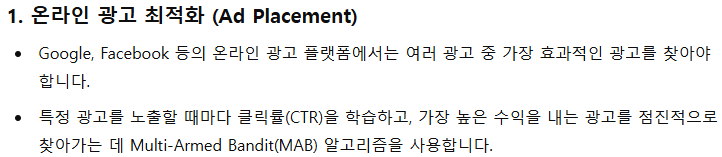 1. 온라인 광고 최적화 (Ad Placement)
• Google, Facebook 등의 온라인 광고 플랫폼에서는 여러 광고 중 가장 효과적인 광고를 찾아야
합니다.
• 특정 광고를 노출할 때마다 클릭률(CTR)을 학습하고, 가장 높은 수익을 내는 광고를 점진적으로
찾아가는 데 Multi-Armed Bandit(MAB) 알고리즘을 사용합니다.